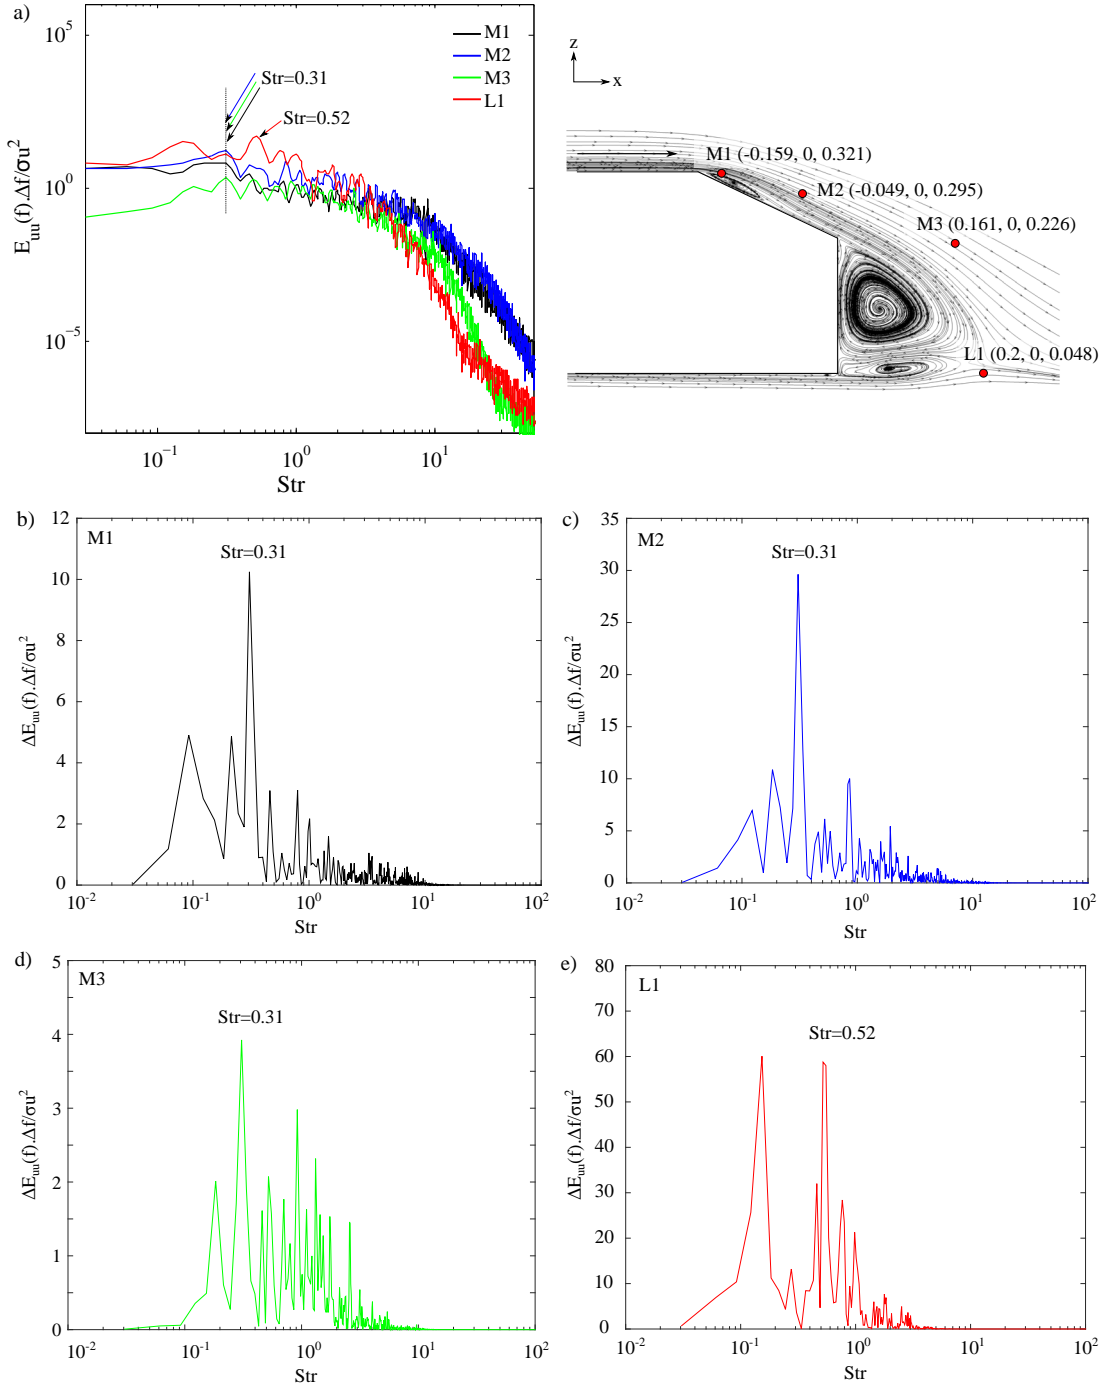 a)
10^5
10^0
10^-5
E_uu(f).Δf/σu^2
M1
M2
M3
L1
Str=0.31
Str=0.52
10^-1
10^0
10^1
Str
z
x
M1 (-0.159, 0, 0.321)
M2 (-0.049, 0, 0.295)
M3 (0.161, 0, 0.226)
L1 (0.2, 0, 0.048)
b)
M1
Str=0.31
12
10
8
6
4
2
0
ΔE_uu(f).Δf/σu^2
10^-2
10^-1
10^0
10^1
10^2
Str
c)
M2
Str=0.31
35
30
25
20
15
10
5
0
ΔE_uu(f).Δf/σu^2
10^-2
10^-1
10^0
10^1
10^2
Str
d)
M3
Str=0.31
5
4
3
2
1
0
ΔE_uu(f).Δf/σu^2
10^-2
10^-1
10^0
10^1
10^2
Str
e)
L1
Str=0.52
80
70
60
50
40
30
20
10
0
ΔE_uu(f).Δf/σu^2
10^-2
10^-1
10^0
10^1
10^2
Str